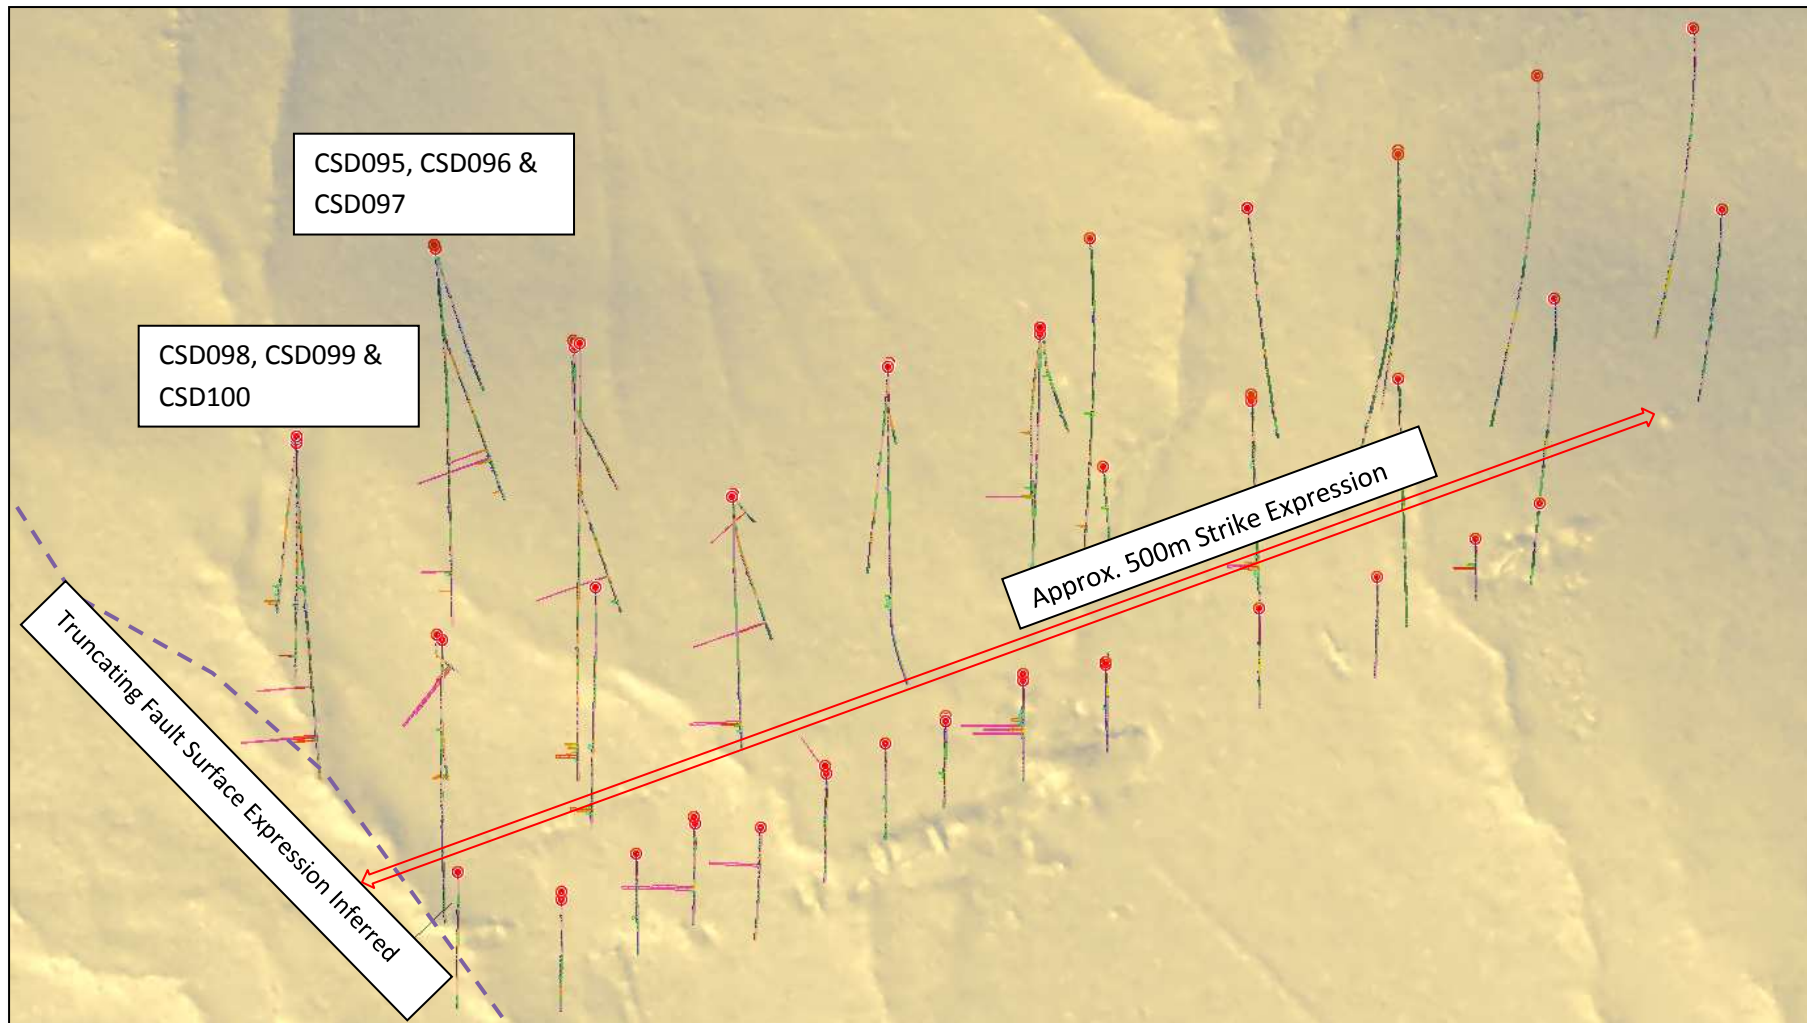 CSD095, CSD096 &
CSD097
CSD098, CSD099 &
CSD100
Approx. 500m Strike Expression
Truncating Fault Surface Expression Inferred